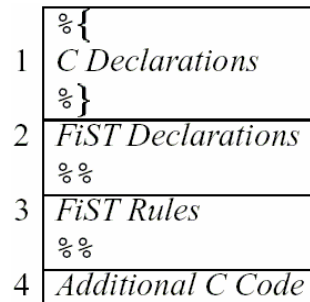 %{
1 C Declarations
%}
2 FiST Declarations
%%
3 FiST Rules
%%
4 Additional C Code